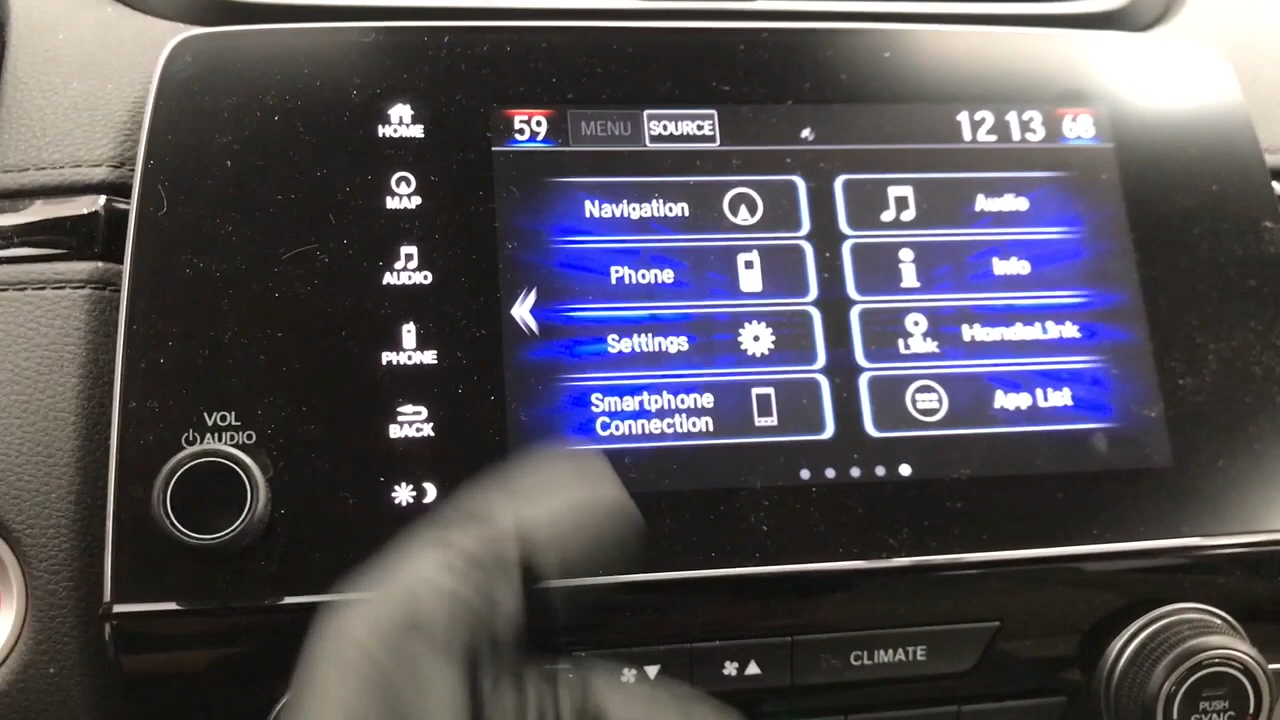 HOME
MAP
AUDIO
PHONE
BACK
VOL
AUDIO
59
MENU
SOURCE
12 13
68
Navigation
Audio
Phone
Info
Settings
Link
HondaLink
Smartphone
Connection
App List
CLIMATE
PUSH
SYNC